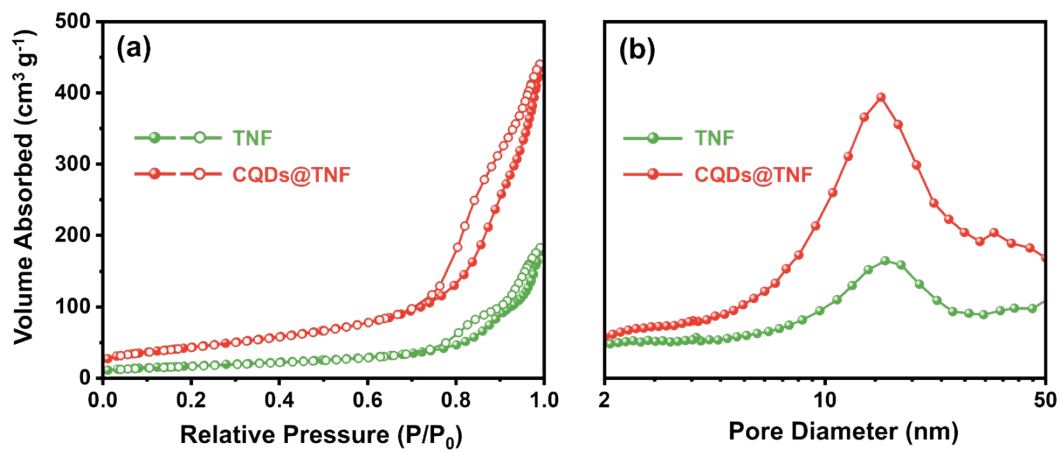 (a)
TNF
CQDs@TNF
Volume Absorbed (cm³ g⁻¹)
500
400
300
200
100
0
0.0 0.2 0.4 0.6 0.8 1.0
Relative Pressure (P/P₀)
(b)
TNF
CQDs@TNF
2 10 50
Pore Diameter (nm)